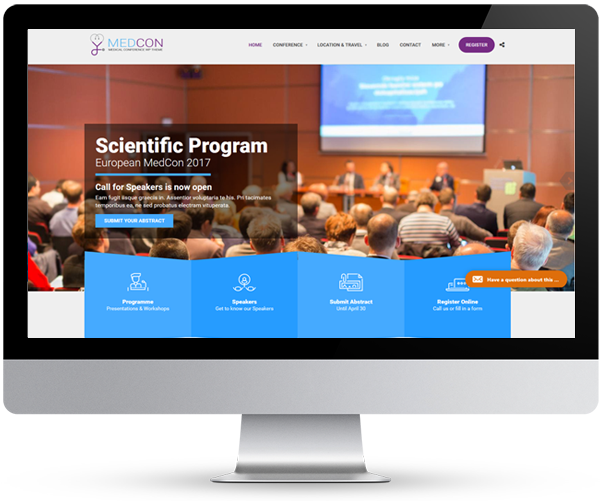 MEDCON
MEDICAL CONFERENCE WP THEME
HOME CONFERENCE LOCATION & TRAVEL BLOG CONTACT MORE REGISTER
Scientific Program
European MedCon 2017
Call for Speakers is now open
Eam fugit iisque graecis in. Assentior voluptaria te his. Pri tacimates
temporibus ea, ne sed probatus electram vituperata.
SUBMIT YOUR ABSTRACT
Programme
Presentations & Workshops
Speakers
Get to know our Speakers
Submit Abstract
Until April 30
Register Online
Call us or fill in a form
Have a question about this ...